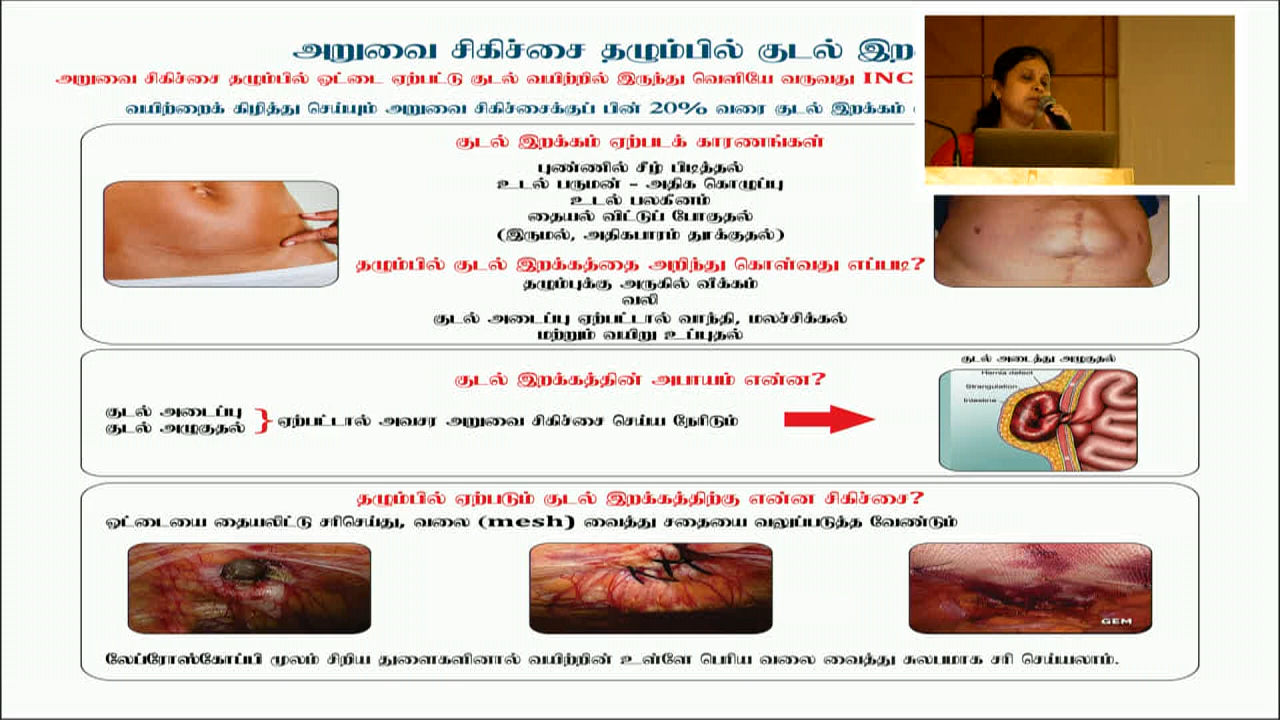 அறுவை சிகிச்சை தழும்பில் குடல் இற
அறுவை சிகிச்சை தழும்பில் ஓட்டை ஏற்பட்டு குடல் வயிற்றில் இருந்து வெளியே வருவது INC
வயிற்றைக் கிழித்து செய்யும் அறுவை சிகிச்சைக்குப் பின் 20% வரை குடல் இறக்கம்
குடல் இறக்கம் ஏற்படக் காரணங்கள்
புண்ணில் சீழ் பிடித்தல்
உடல் பருமன் – அதிக கொழுப்பு
உடல் பலகினம்
தையல் விட்டுப் போகுதல்
(இருமல், அதிகபாரம் தூக்குதல்)
தழும்பில் குடல் இறக்கத்தை அறிந்து கொள்வது எப்படி?
தழும்புக்கு அருகில் வீக்கம்
வலி
குடல் அடைப்பு ஏற்பட்டால் வாந்தி, மலச்சிக்கல்
மற்றும் வயிறு உப்புதல்
குடல் இறக்கத்தின் அபாயம் என்ன?
குடல் அடைப்பு
குடல் அழுகுதல்
} ஏற்பட்டால் அவசர அறுவை சிகிச்சை செய்ய நேரிடும்
குடல் அடைத்து அழுகுதல்
Hernia defect
Strangulation
Intestine
தழும்பில் ஏற்படும் குடல் இறக்கத்திற்கு என்ன சிகிச்சை?
ஓட்டையை தையலிட்டு சரிசெய்து, வலை (mesh) வைத்து சதையை வலுப்படுத்த வேண்டும்
GEM
லேப்ரோஸ்கோப்பி மூலம் சிறிய துளைகளினால் வயிற்றின் உள்ளே பெரிய வலை வைத்து சுலபமாக சரி செய்யலாம்.